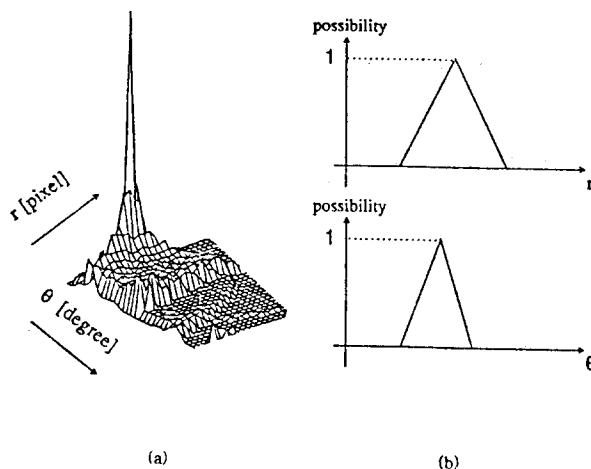 r [pixel]
θ [degree]
(a)
possibility
1
r
possibility
1
θ
(b)